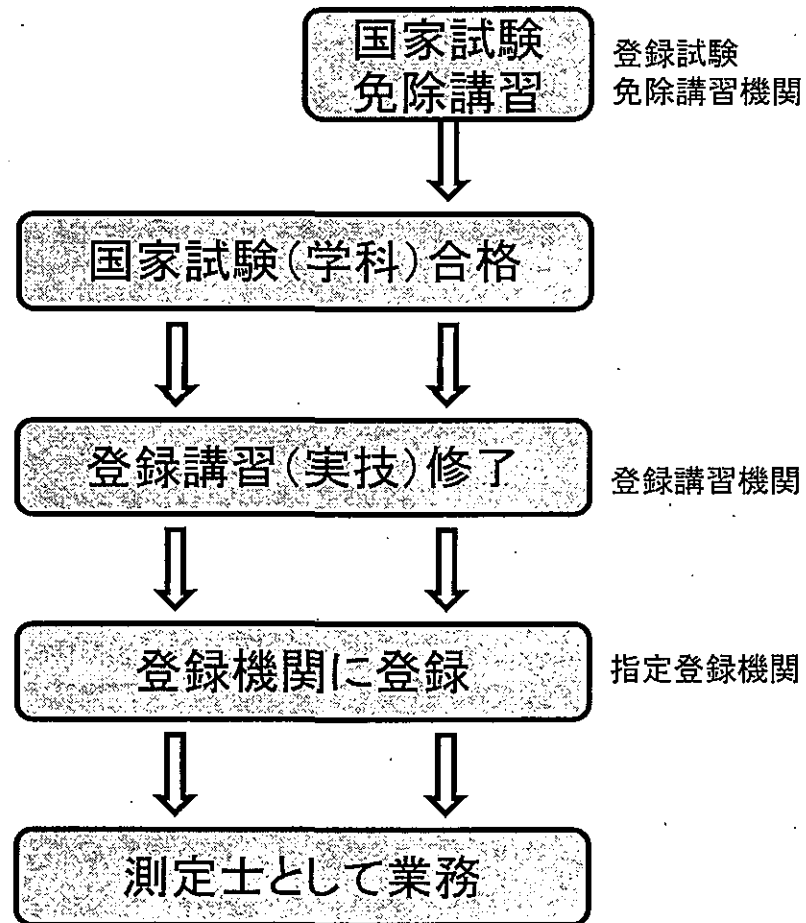 国家試験
免除講習
登録試験
免除講習機関
国家試験(学科)合格
登録講習(実技)修了
登録講習機関
登録機関に登録
指定登録機関
測定士として業務